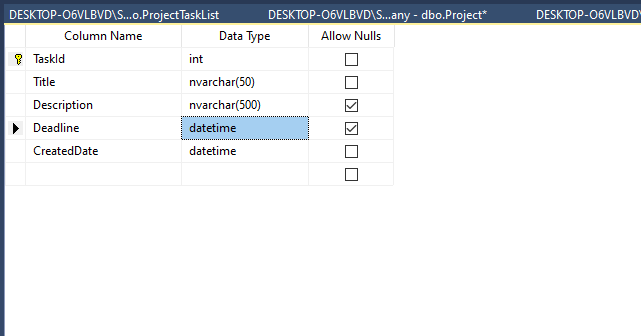 DESKTOP-O6VLBVD\S...o.ProjectTaskList DESKTOP-O6VLBVD\S...any - dbo.Project* DESKTOP-O6VLBVD\
Column Name Data Type Allow Nulls
TaskId int
Title nvarchar(50)
Description nvarchar(500)
Deadline datetime
CreatedDate datetime